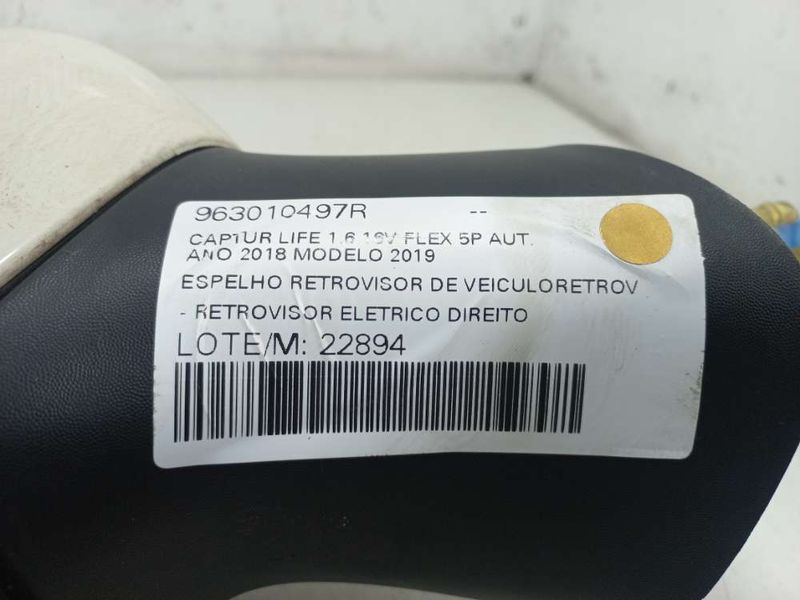 963010497R --
CAPTUR LIFE 1.6 16V FLEX 5P AUT.
ANO 2018 MODELO 2019
ESPELHO RETROVISOR DE VEICULORETROV
- RETROVISOR ELETRICO DIREITO
LOTE/M: 22894